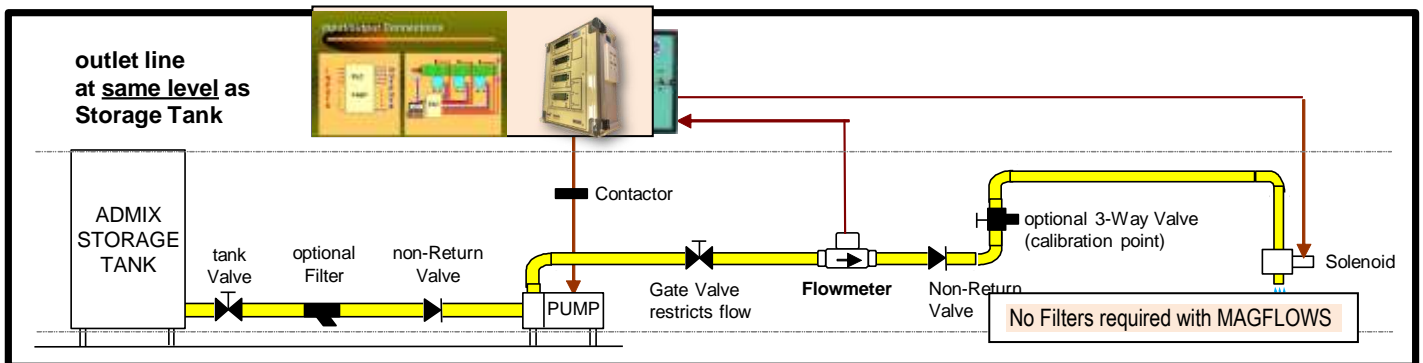 outlet line
at same level as
Storage Tank
Contactor
ADMIX
STORAGE
TANK
tank
Valve
optional
Filter
non-Return
Valve
PUMP
Gate Valve
restricts flow
Flowmeter
Non-Return
Valve
optional 3-Way Valve
(calibration point)
Solenoid
No Filters required with MAGFLOWS